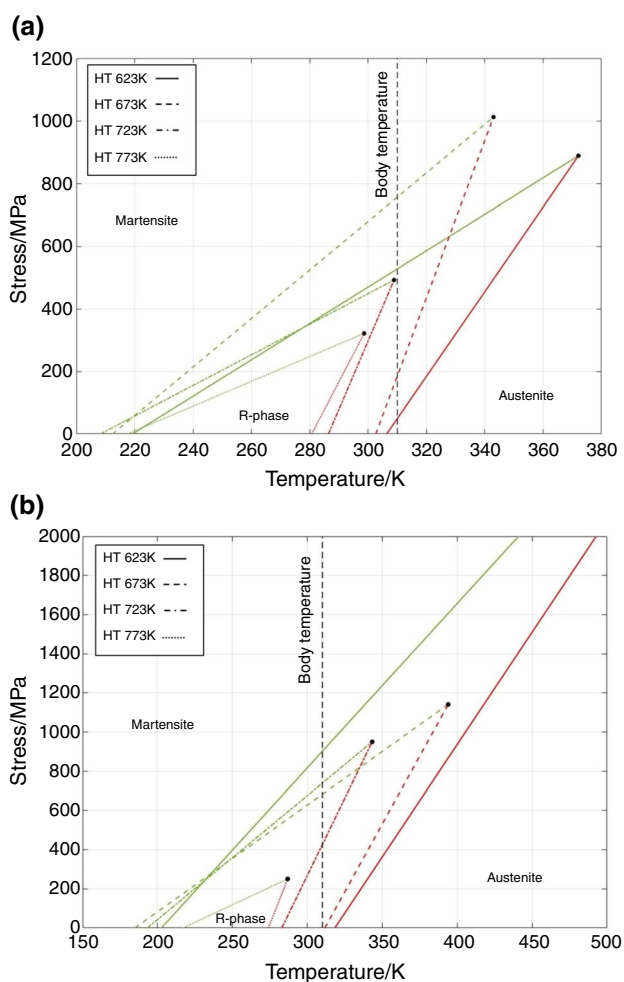 (a)
Stress/MPa
1200
1000
800
600
400
200
0
HT 623K
HT 673K
HT 723K
HT 773K
Body temperature
Martensite
R-phase
Austenite
200 220 240 260 280 300 320 340 360 380
Temperature/K
(b)
Stress/MPa
2000
1800
1600
1400
1200
1000
800
600
400
200
0
HT 623K
HT 673K
HT 723K
HT 773K
Body temperature
Martensite
R-phase
Austenite
150 200 250 300 350 400 450 500
Temperature/K